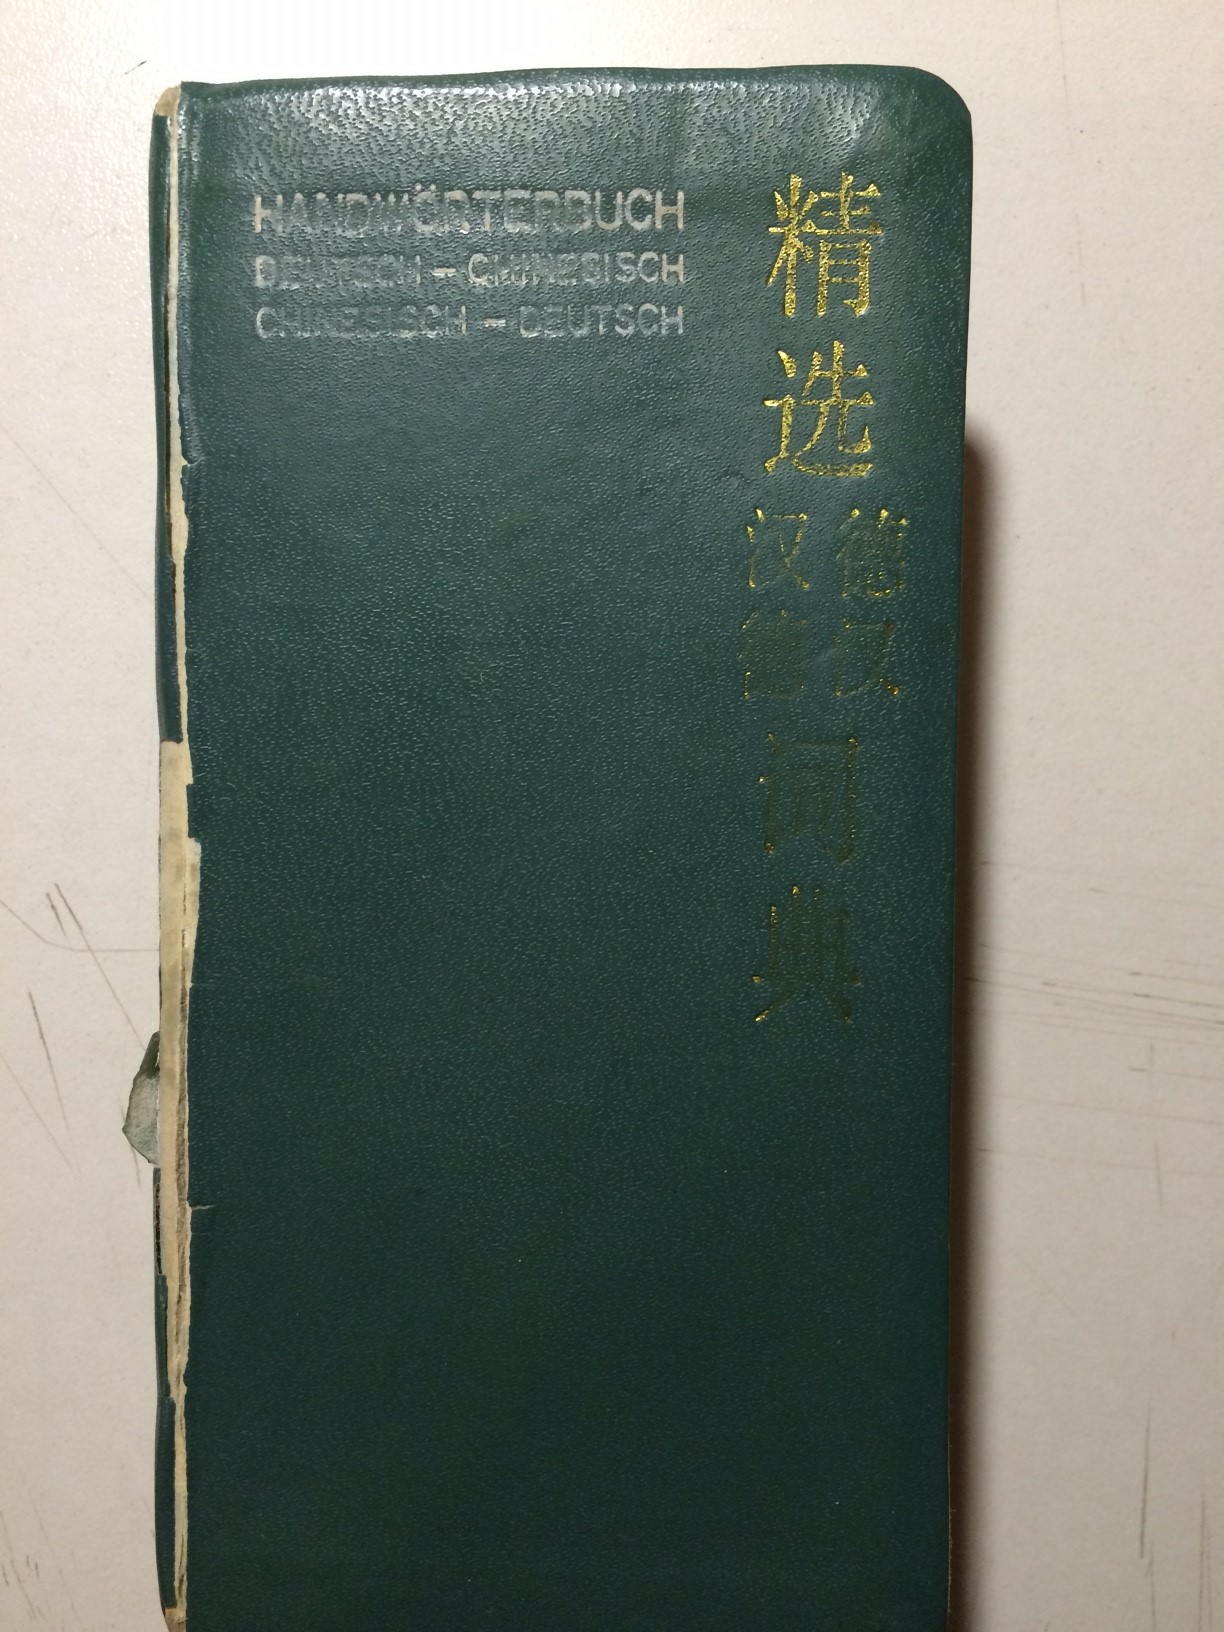 HANDWÖRTERBUCH
DEUTSCH – CHINESISCH
CHINESISCH – DEUTSCH
精选
德汉
汉德
词典